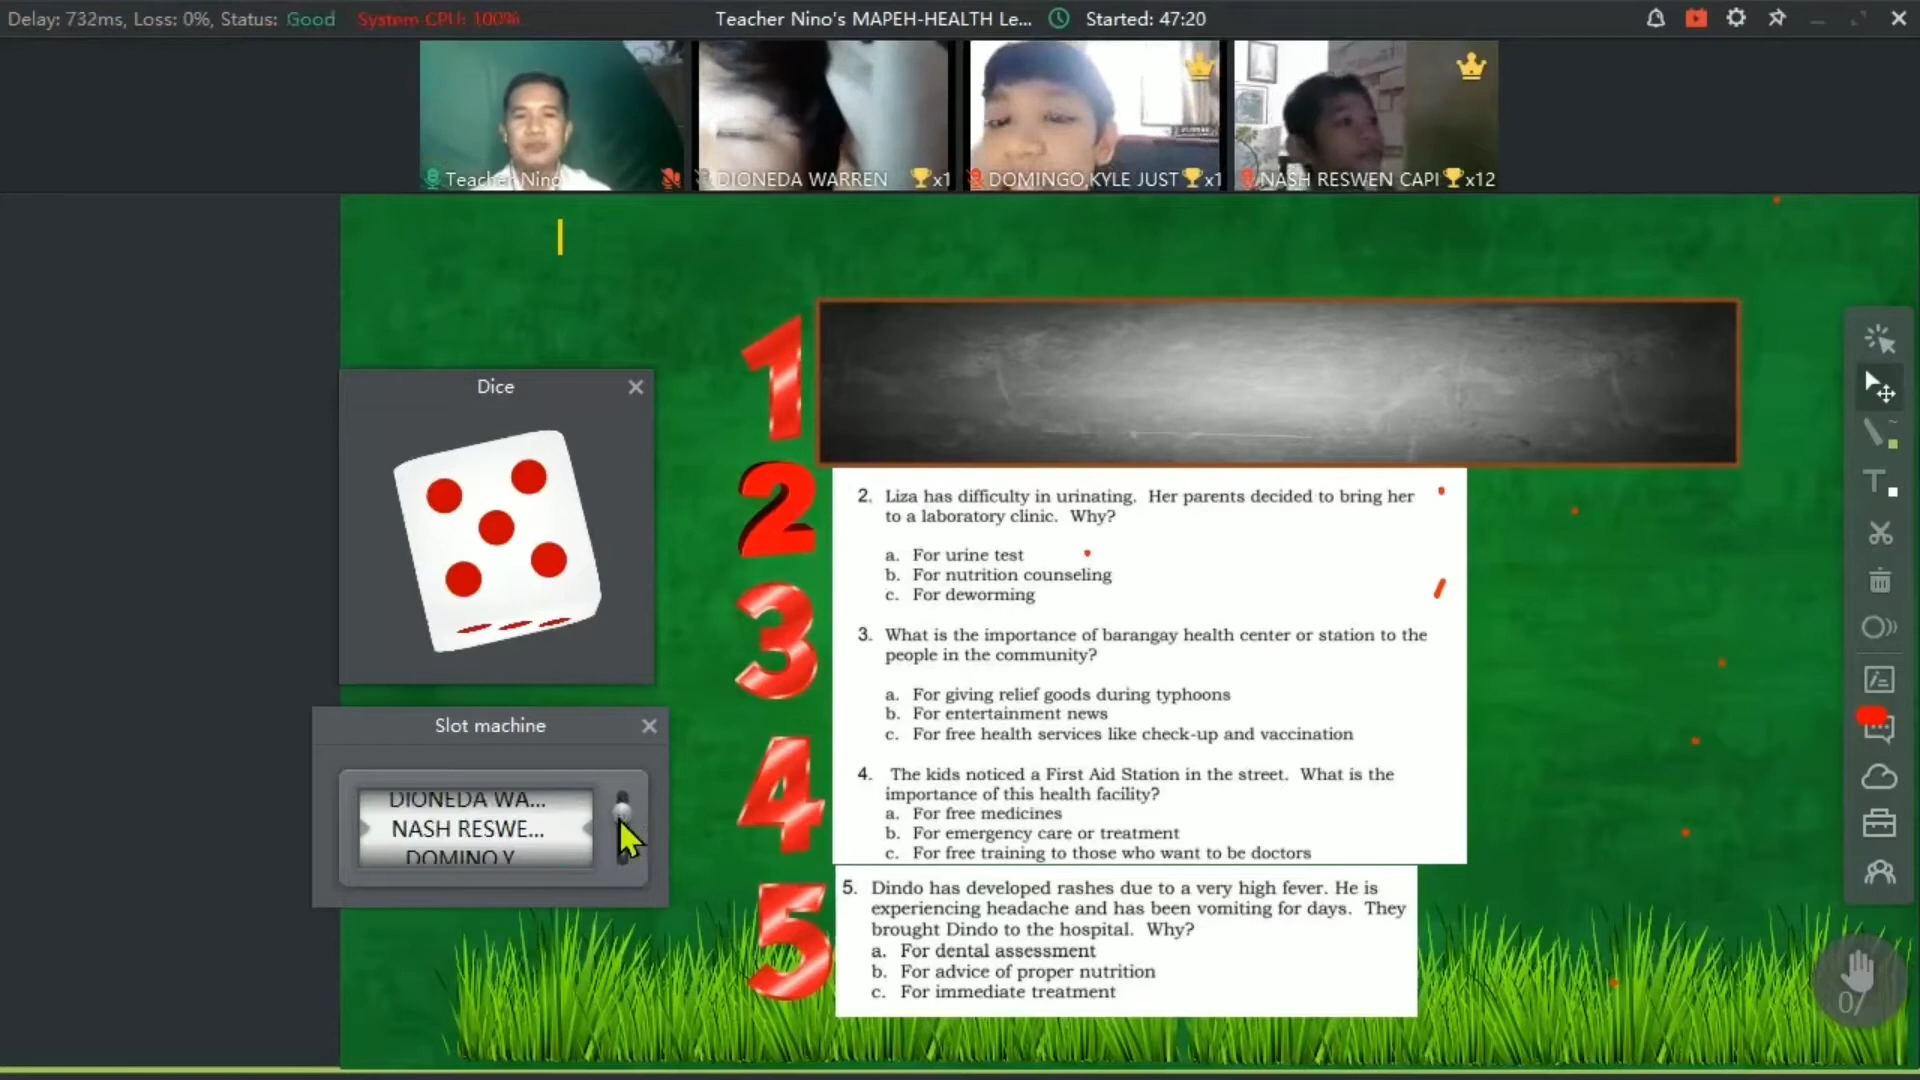 Delay: 732ms, Loss: 0%, Status: Good System CPU: 100% Teacher Nino's MAPEH-HEALTH Le... Started: 47:20
Teacher Nino DIONEDA WARREN x1 DOMINGO,KYLE JUST x1 NASH RESWEN CAPI x12
1
Dice
2
2. Liza has difficulty in urinating. Her parents decided to bring her
to a laboratory clinic. Why?
a. For urine test
b. For nutrition counseling
c. For deworming
3
3. What is the importance of barangay health center or station to the
people in the community?
a. For giving relief goods during typhoons
b. For entertainment news
c. For free health services like check-up and vaccination
Slot machine
DIONEDA WA...
NASH RESWE...
DOMINO,Y
4
4. The kids noticed a First Aid Station in the street. What is the
importance of this health facility?
a. For free medicines
b. For emergency care or treatment
c. For free training to those who want to be doctors
5
5. Dindo has developed rashes due to a very high fever. He is
experiencing headache and has been vomiting for days. They
brought Dindo to the hospital. Why?
a. For dental assessment
b. For advice of proper nutrition
c. For immediate treatment
0/